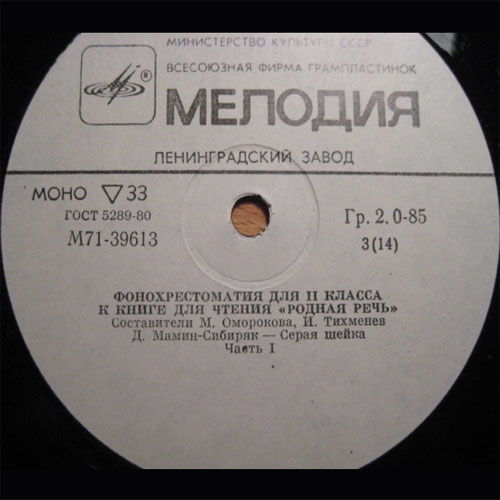 МИНИСТЕРСТВО КУЛЬТУРЫ СССР
ВСЕСОЮЗНАЯ ФИРМА ГРАМПЛАСТИНОК
®
МЕЛОДИЯ
ЛЕНИНГРАДСКИЙ ЗАВОД
МОНО ▽ 33
ГОСТ 5289-80
М71-39613
Гр. 2. 0-85
3(14)
ФОНОХРЕСТОМАТИЯ ДЛЯ II КЛАССА
К КНИГЕ ДЛЯ ЧТЕНИЯ «РОДНАЯ РЕЧЬ»
Составители М. Оморокова, И. Тихменев
Д. Мамин-Сибиряк — Серая шейка
Часть I